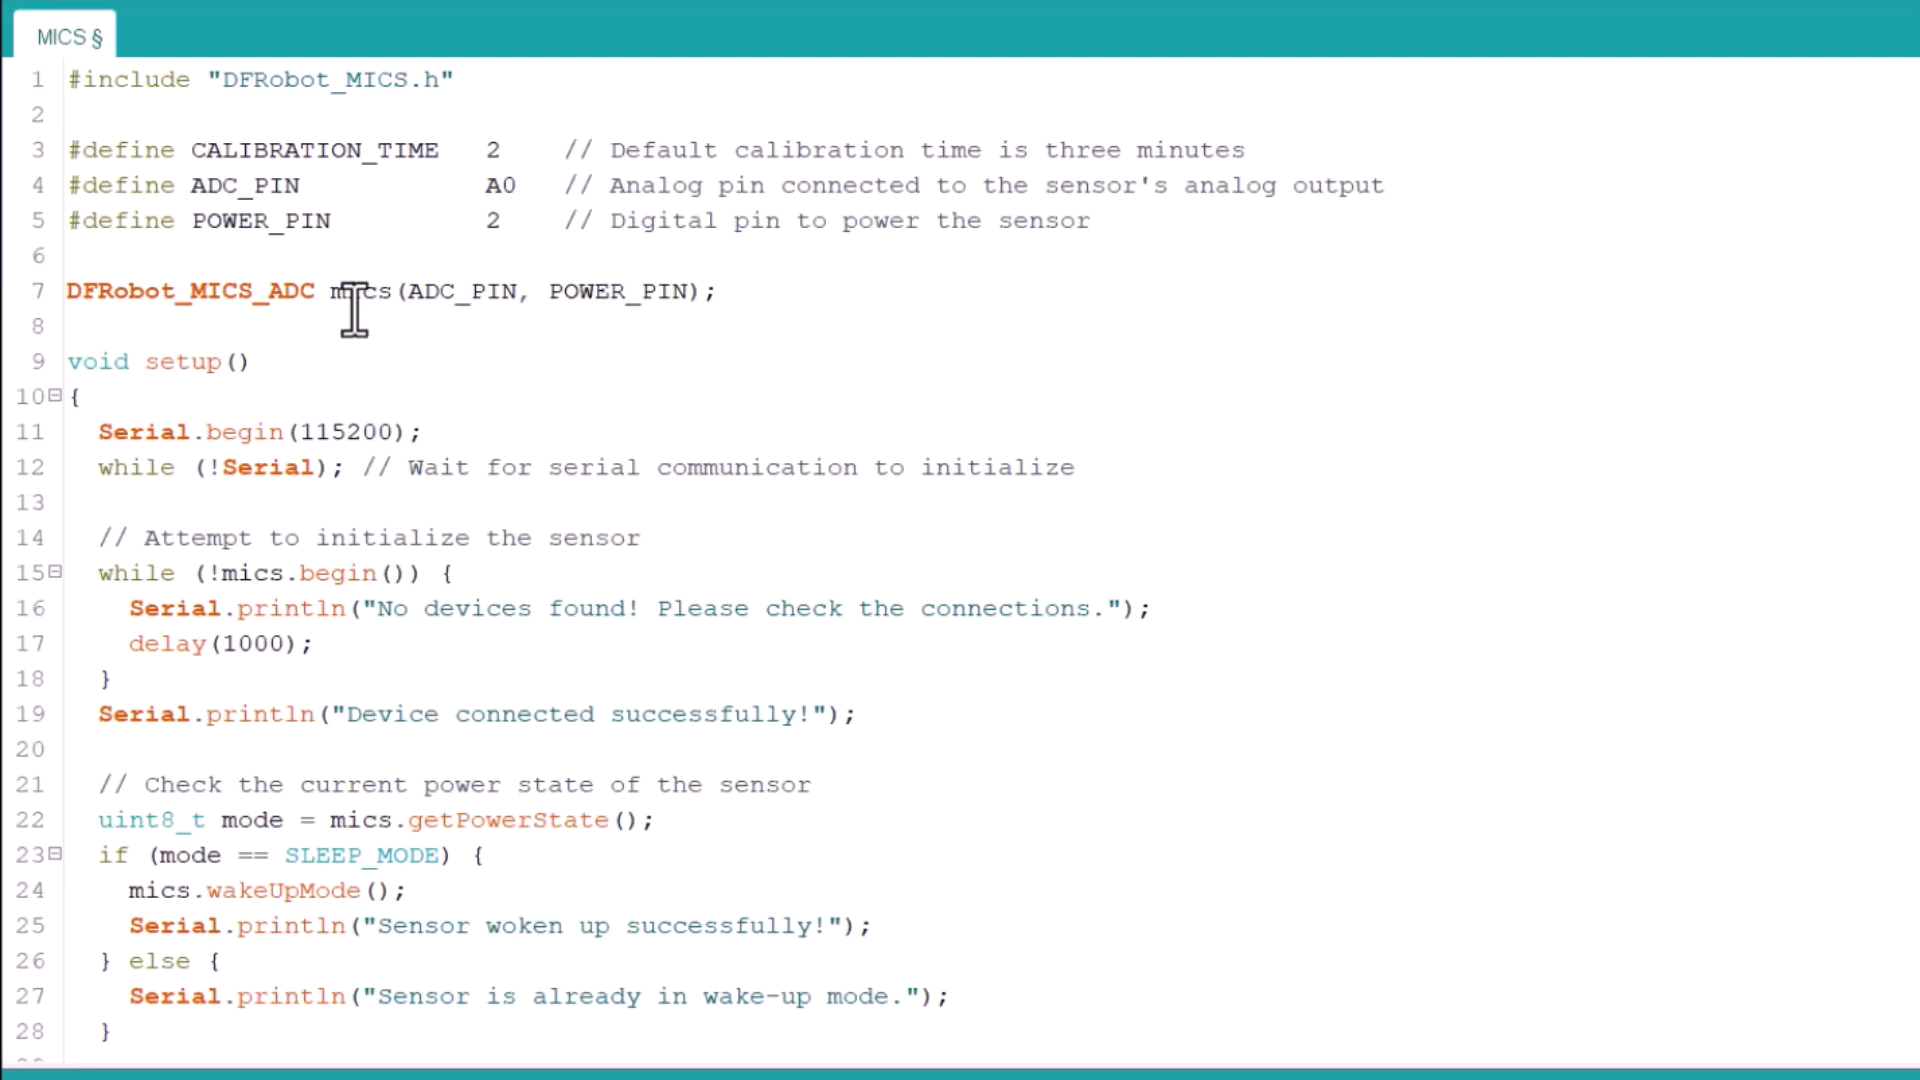 MICS §
1 #include "DFRobot_MICS.h"
2
3 #define CALIBRATION_TIME   2    // Default calibration time is three minutes
4 #define ADC_PIN            A0   // Analog pin connected to the sensor's analog output
5 #define POWER_PIN          2    // Digital pin to power the sensor
6
7 DFRobot_MICS_ADC mics(ADC_PIN, POWER_PIN);
8
9 void setup()
10 {
11   Serial.begin(115200);
12   while (!Serial); // Wait for serial communication to initialize
13
14   // Attempt to initialize the sensor
15   while (!mics.begin()) {
16     Serial.println("No devices found! Please check the connections.");
17     delay(1000);
18   }
19   Serial.println("Device connected successfully!");
20
21   // Check the current power state of the sensor
22   uint8_t mode = mics.getPowerState();
23   if (mode == SLEEP_MODE) {
24     mics.wakeUpMode();
25     Serial.println("Sensor woken up successfully!");
26   } else {
27     Serial.println("Sensor is already in wake-up mode.");
28   }